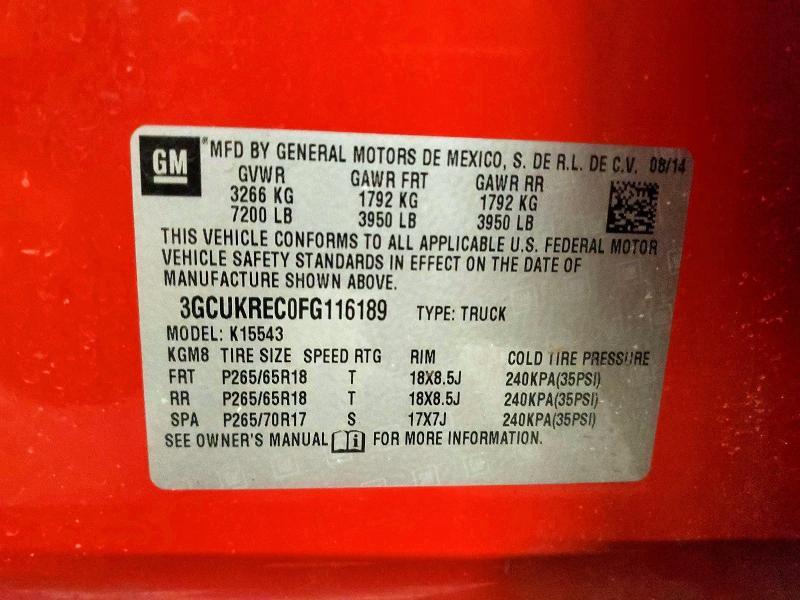 GM
MFD BY GENERAL MOTORS DE MEXICO, S. DE R.L. DE C.V. 08/14
GVWR GAWR FRT GAWR RR
3266 KG 1792 KG 1792 KG
7200 LB 3950 LB 3950 LB
THIS VEHICLE CONFORMS TO ALL APPLICABLE U.S. FEDERAL MOTOR
VEHICLE SAFETY STANDARDS IN EFFECT ON THE DATE OF
MANUFACTURE SHOWN ABOVE.
3GCUKREC0FG116189 TYPE: TRUCK
MODEL: K15543
KGM8 TIRE SIZE SPEED RTG RIM COLD TIRE PRESSURE
FRT P265/65R18 T 18X8.5J 240KPA(35PSI)
RR P265/65R18 T 18X8.5J 240KPA(35PSI)
SPA P265/70R17 S 17X7J 240KPA(35PSI)
SEE OWNER'S MANUAL i FOR MORE INFORMATION.